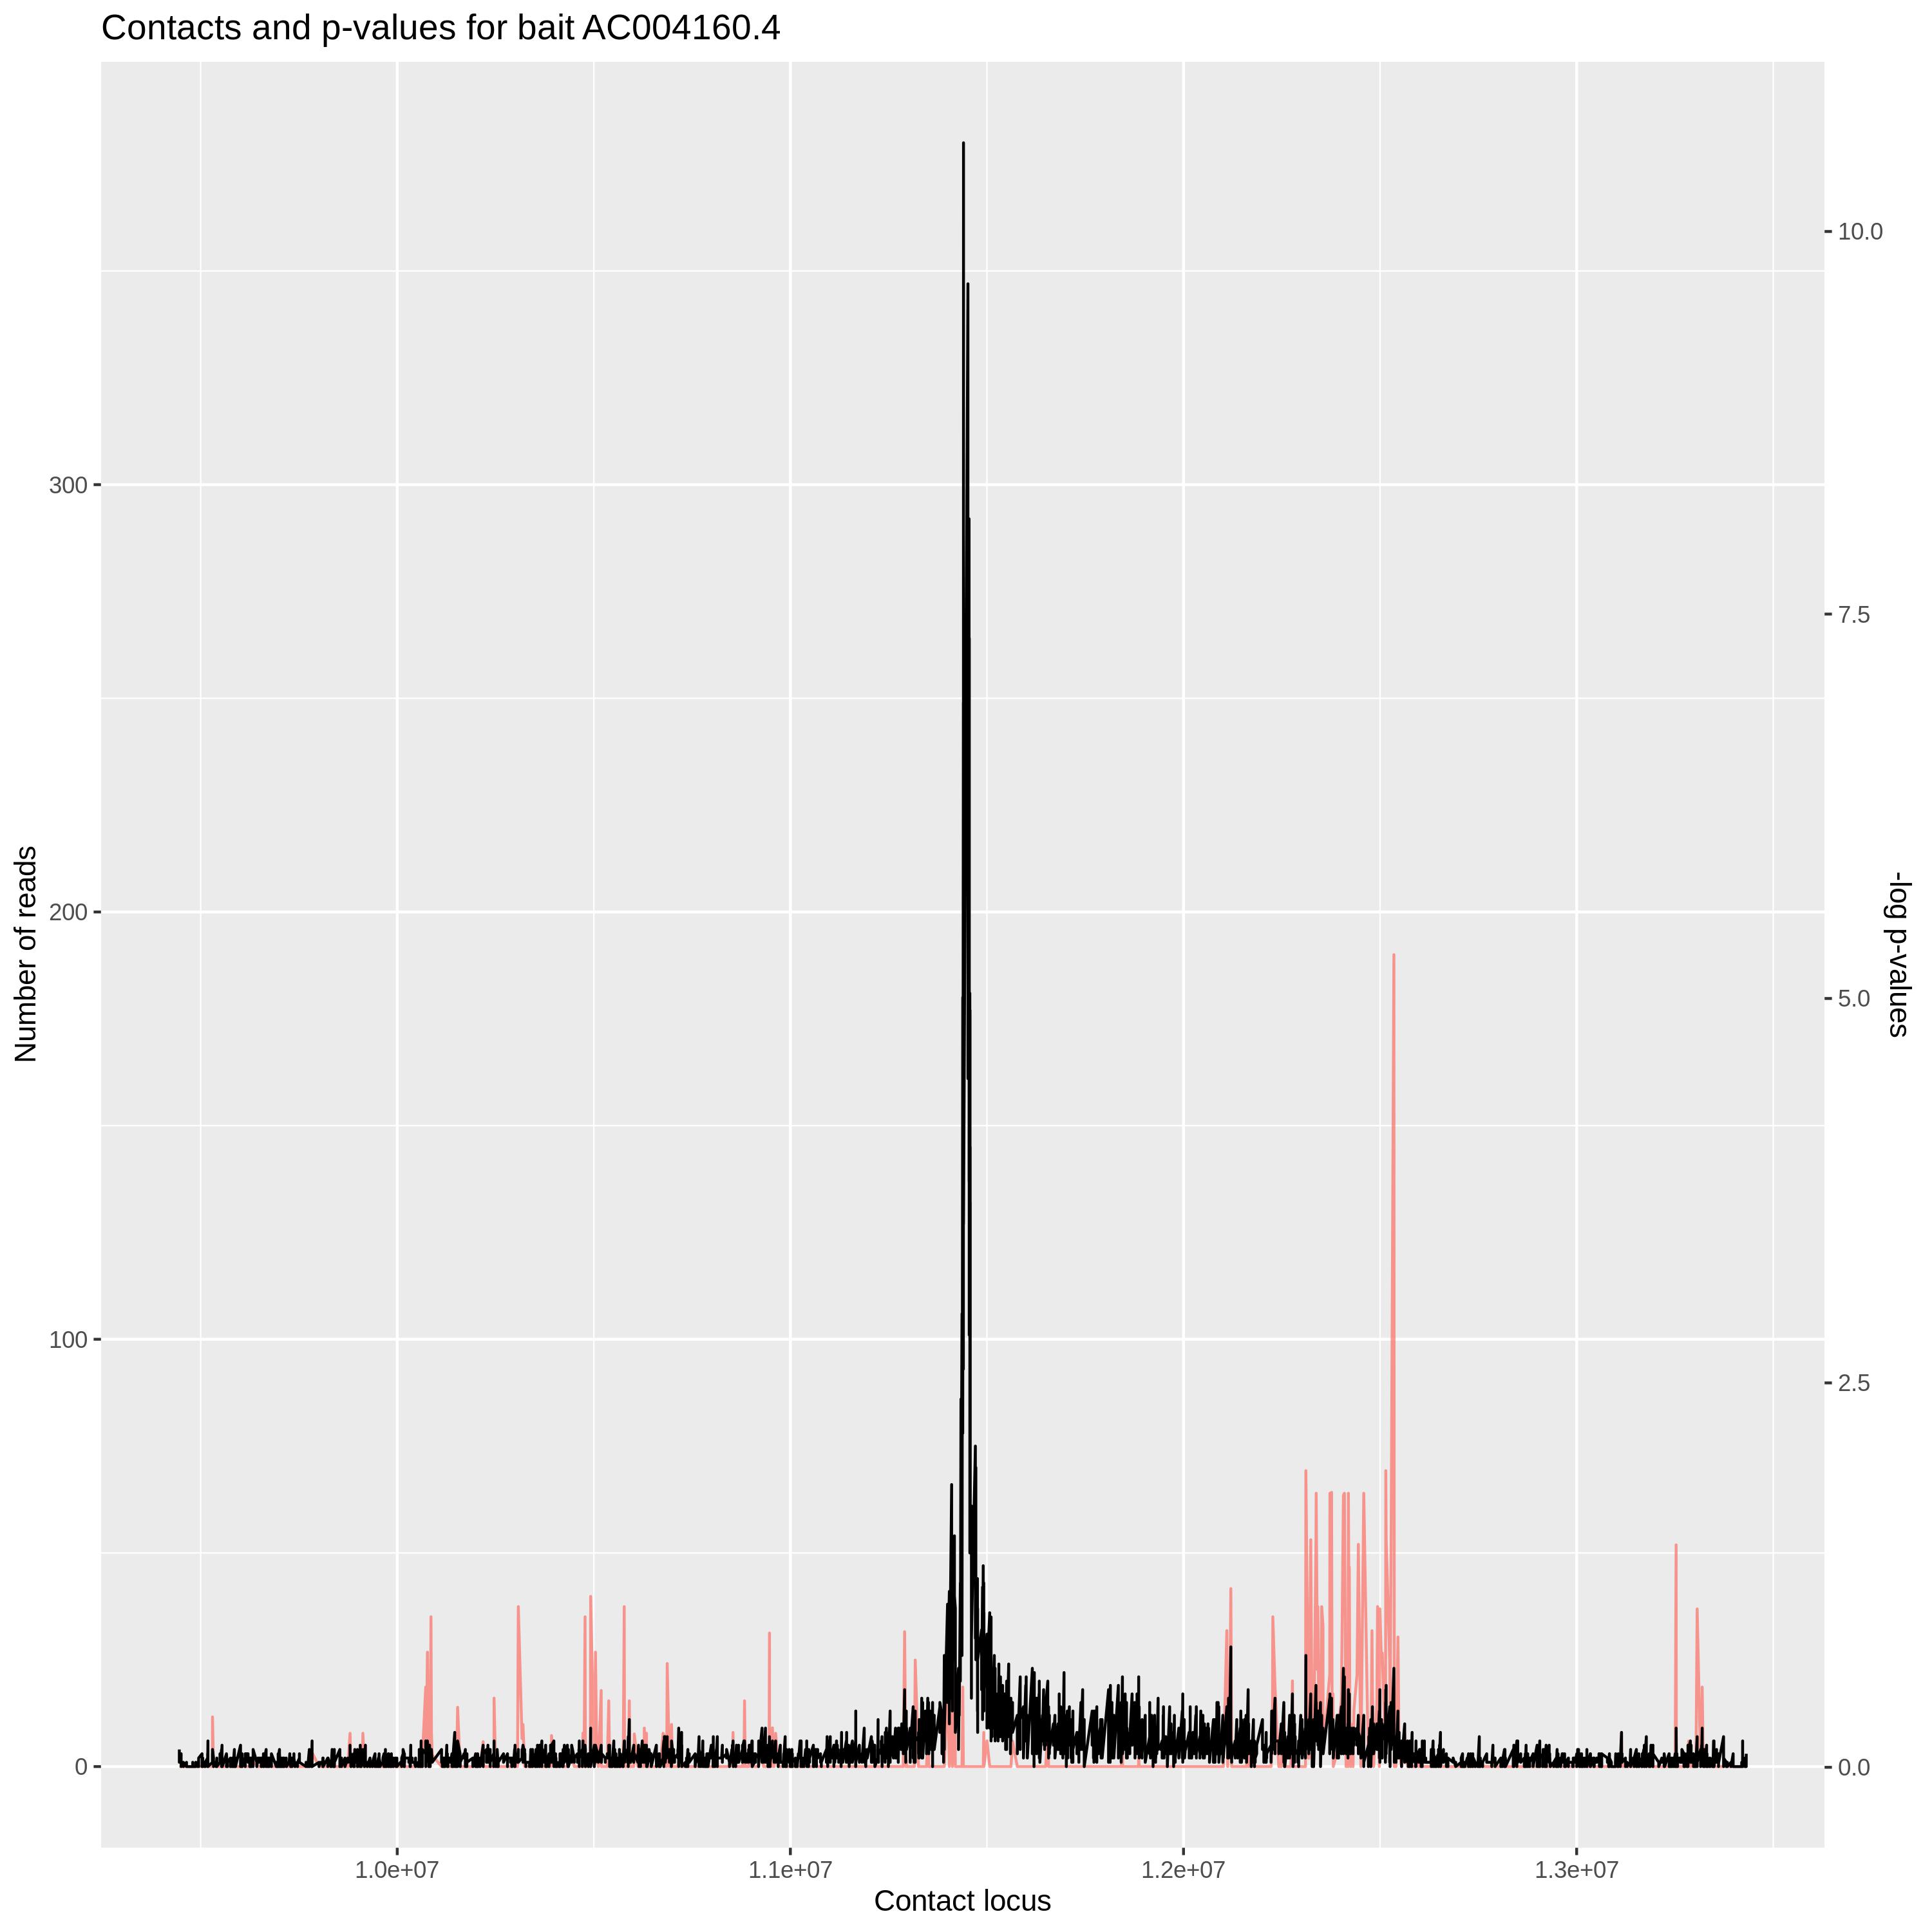 Contacts and p-values for bait AC004160.4
Number of reads
300
200
100
0
10.0
7.5
5.0
2.5
0.0
-log p-values
1.0e+07
1.1e+07
1.2e+07
1.3e+07
Contact locus